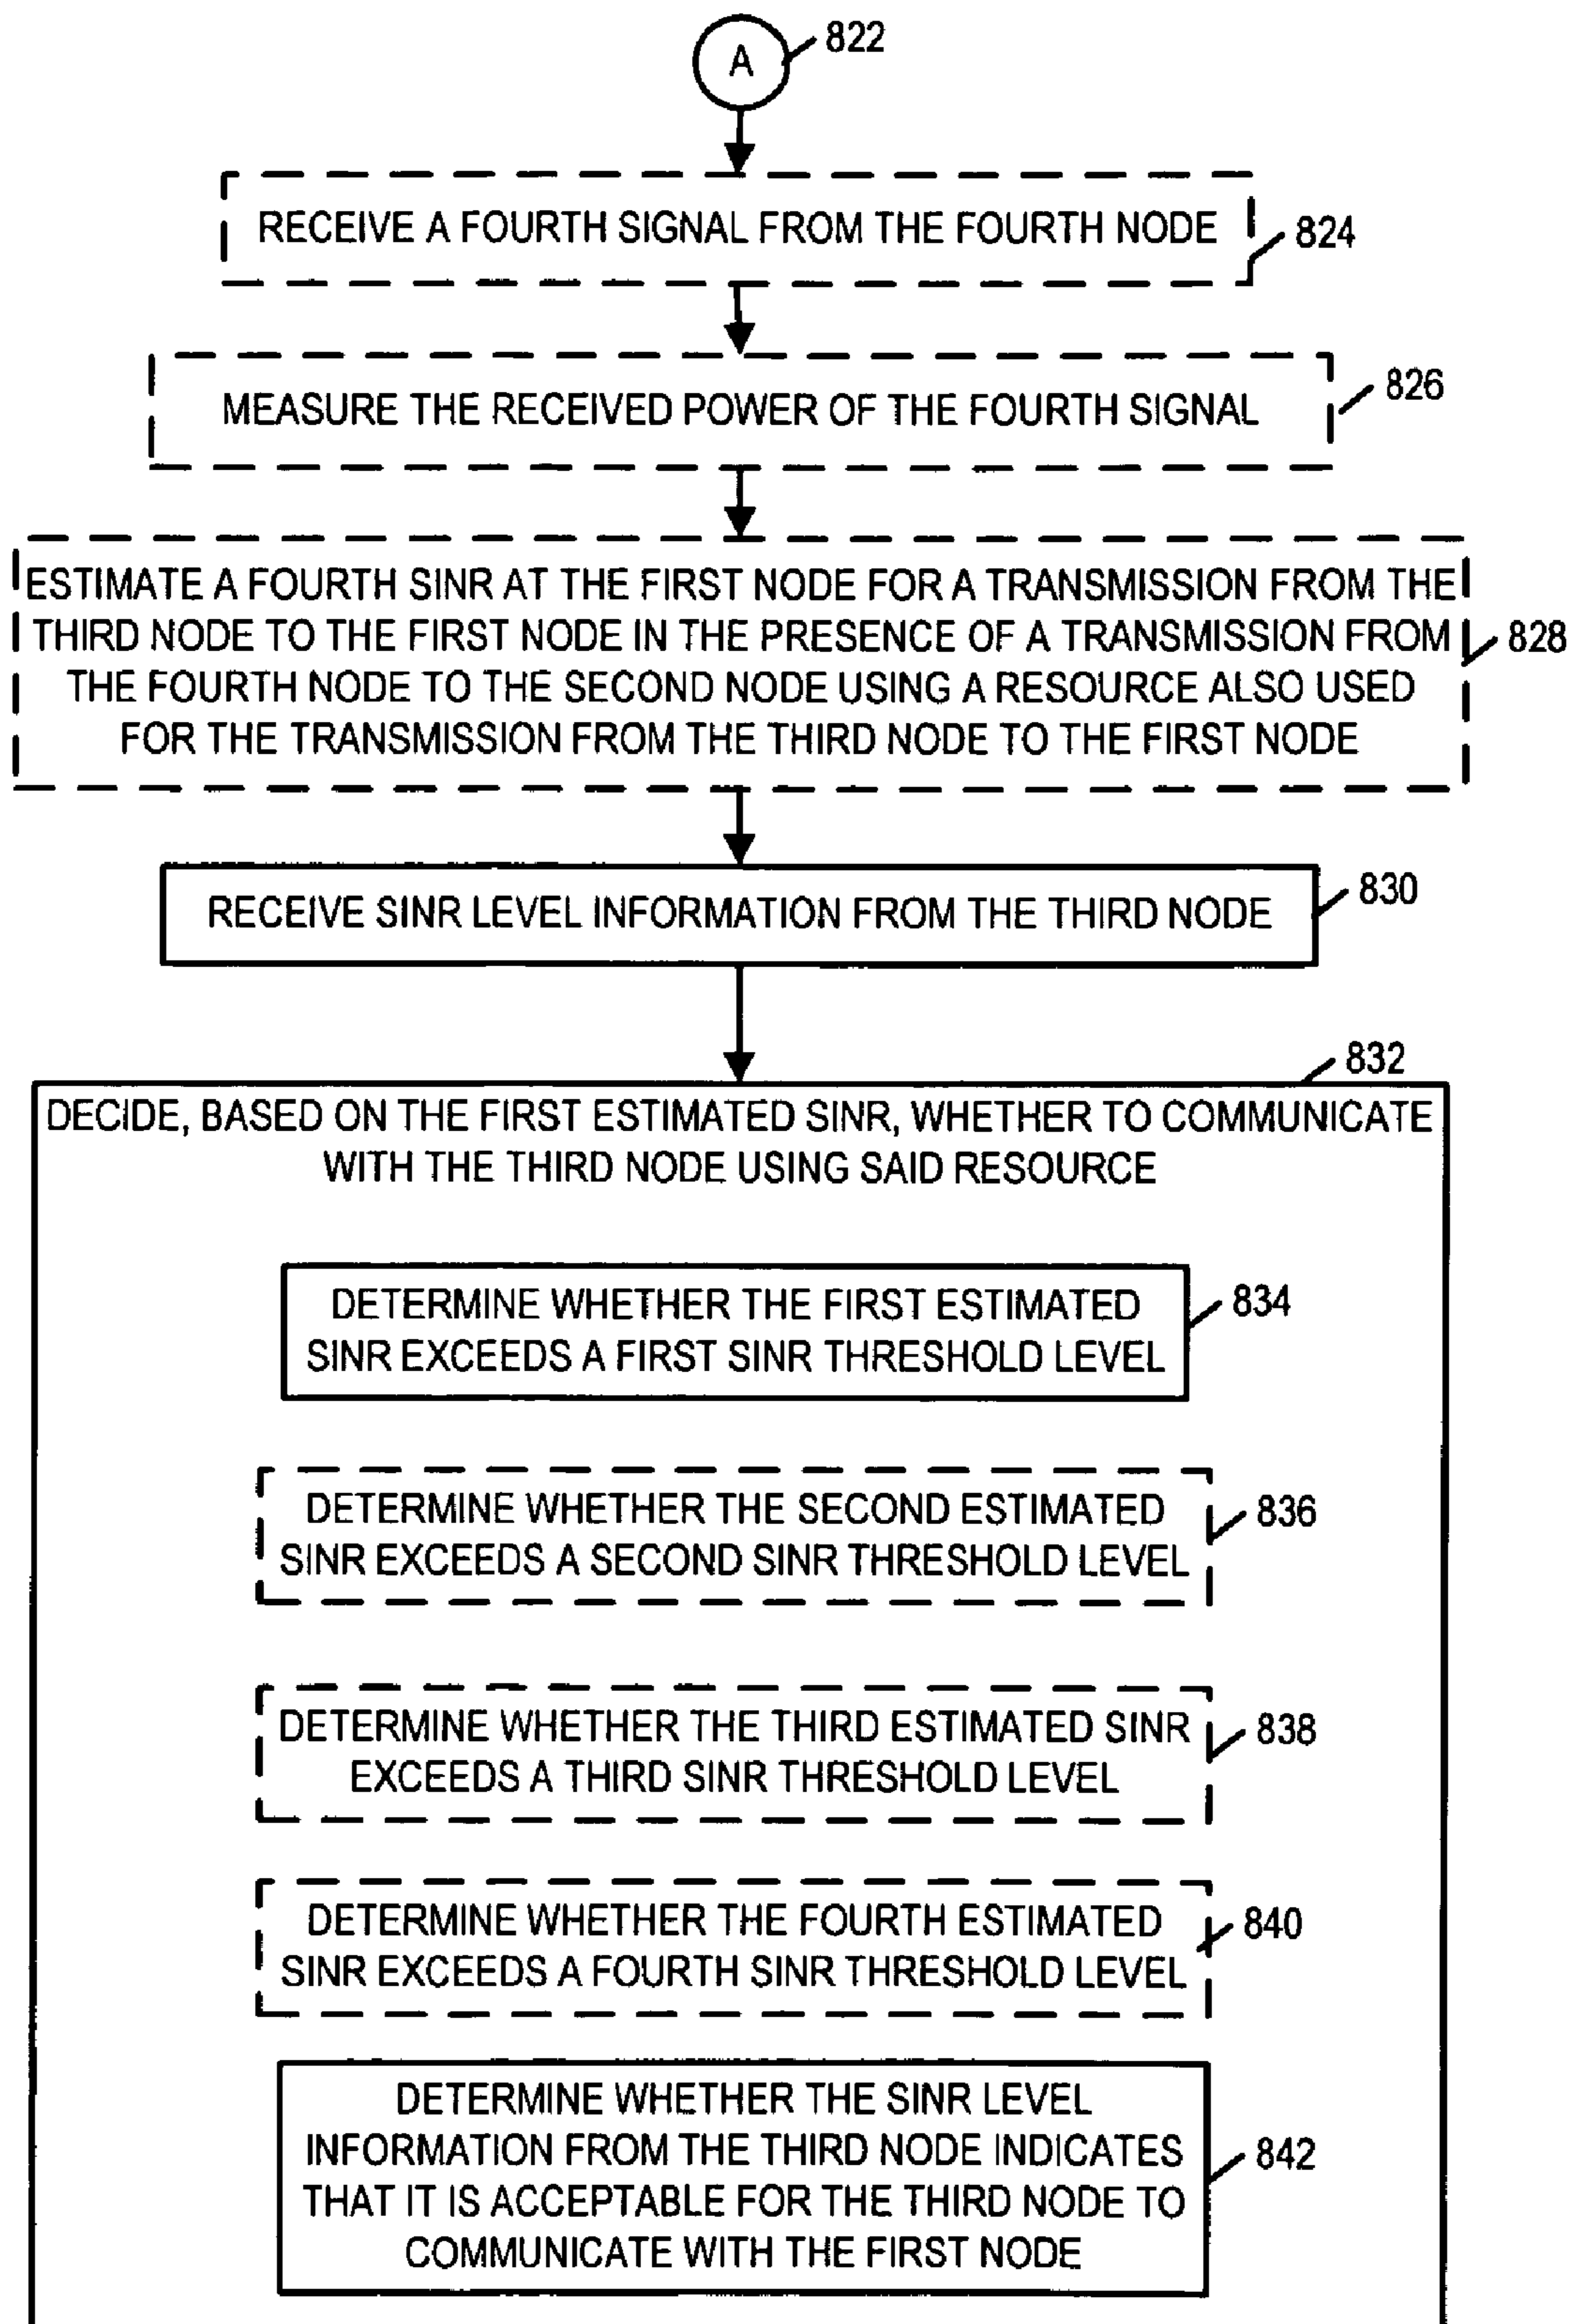 A
822
RECEIVE A FOURTH SIGNAL FROM THE FOURTH NODE
824
MEASURE THE RECEIVED POWER OF THE FOURTH SIGNAL
826
ESTIMATE A FOURTH SINR AT THE FIRST NODE FOR A TRANSMISSION FROM THE
THIRD NODE TO THE FIRST NODE IN THE PRESENCE OF A TRANSMISSION FROM
THE FOURTH NODE TO THE SECOND NODE USING A RESOURCE ALSO USED
FOR THE TRANSMISSION FROM THE THIRD NODE TO THE FIRST NODE
828
RECEIVE SINR LEVEL INFORMATION FROM THE THIRD NODE
830
832
DECIDE, BASED ON THE FIRST ESTIMATED SINR, WHETHER TO COMMUNICATE
WITH THE THIRD NODE USING SAID RESOURCE
DETERMINE WHETHER THE FIRST ESTIMATED
SINR EXCEEDS A FIRST SINR THRESHOLD LEVEL
834
DETERMINE WHETHER THE SECOND ESTIMATED
SINR EXCEEDS A SECOND SINR THRESHOLD LEVEL
836
DETERMINE WHETHER THE THIRD ESTIMATED SINR
EXCEEDS A THIRD SINR THRESHOLD LEVEL
838
DETERMINE WHETHER THE FOURTH ESTIMATED
SINR EXCEEDS A FOURTH SINR THRESHOLD LEVEL
840
DETERMINE WHETHER THE SINR LEVEL
INFORMATION FROM THE THIRD NODE INDICATES
THAT IT IS ACCEPTABLE FOR THE THIRD NODE TO
COMMUNICATE WITH THE FIRST NODE
842